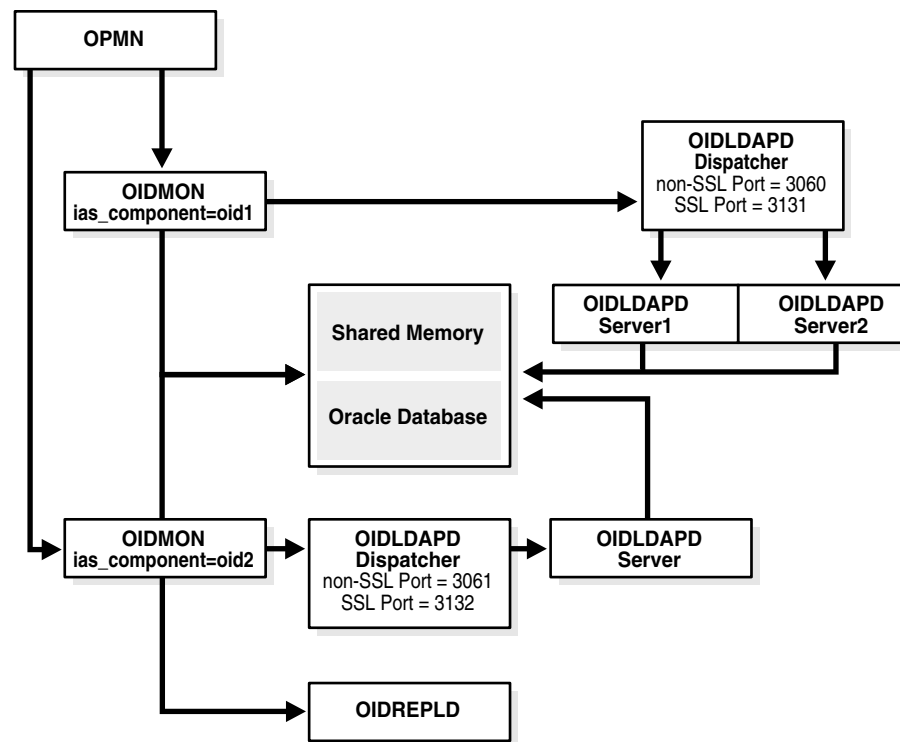 OPMN
OIDMON
ias_component=oid1
OIDLDAPD
Dispatcher
non-SSL Port = 3060
SSL Port = 3131
OIDLDAPD
Server1
OIDLDAPD
Server2
Shared Memory
Oracle Database
OIDMON
ias_component=oid2
OIDLDAPD
Dispatcher
non-SSL Port = 3061
SSL Port = 3132
OIDLDAPD
Server
OIDREPLD